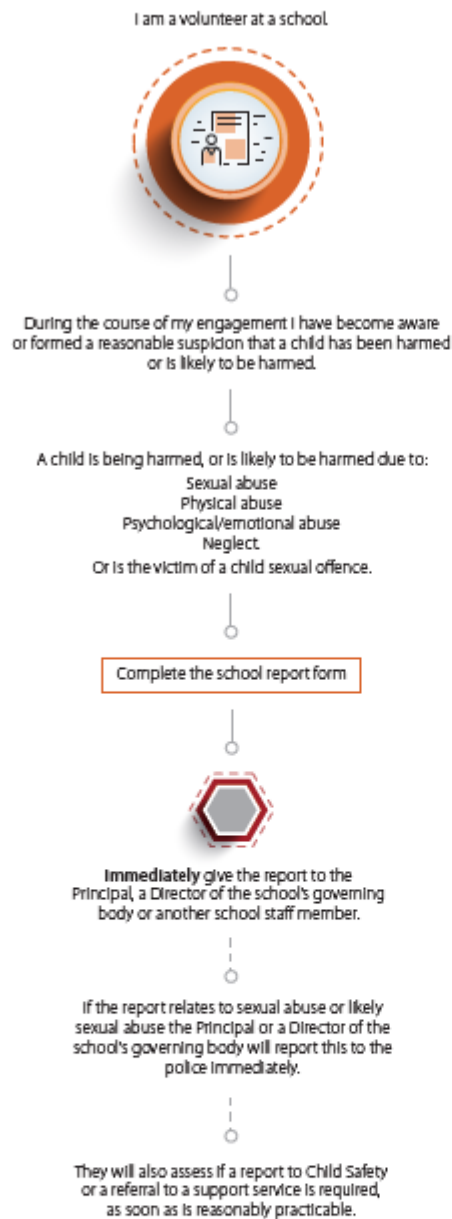 I am a volunteer at a school.
During the course of my engagement I have become aware
or formed a reasonable suspicion that a child has been harmed
or is likely to be harmed.
A child is being harmed, or is likely to be harmed due to:
Sexual abuse
Physical abuse
Psychological/emotional abuse
Neglect.
Or is the victim of a child sexual offence.
Complete the school report form
Immediately give the report to the
Principal, a Director of the school's governing
body or another school staff member.
If the report relates to sexual abuse or likely
sexual abuse the Principal or a Director of the
school's governing body will report this to the
police immediately.
They will also assess if a report to Child Safety
or a referral to a support service is required,
as soon as is reasonably practicable.